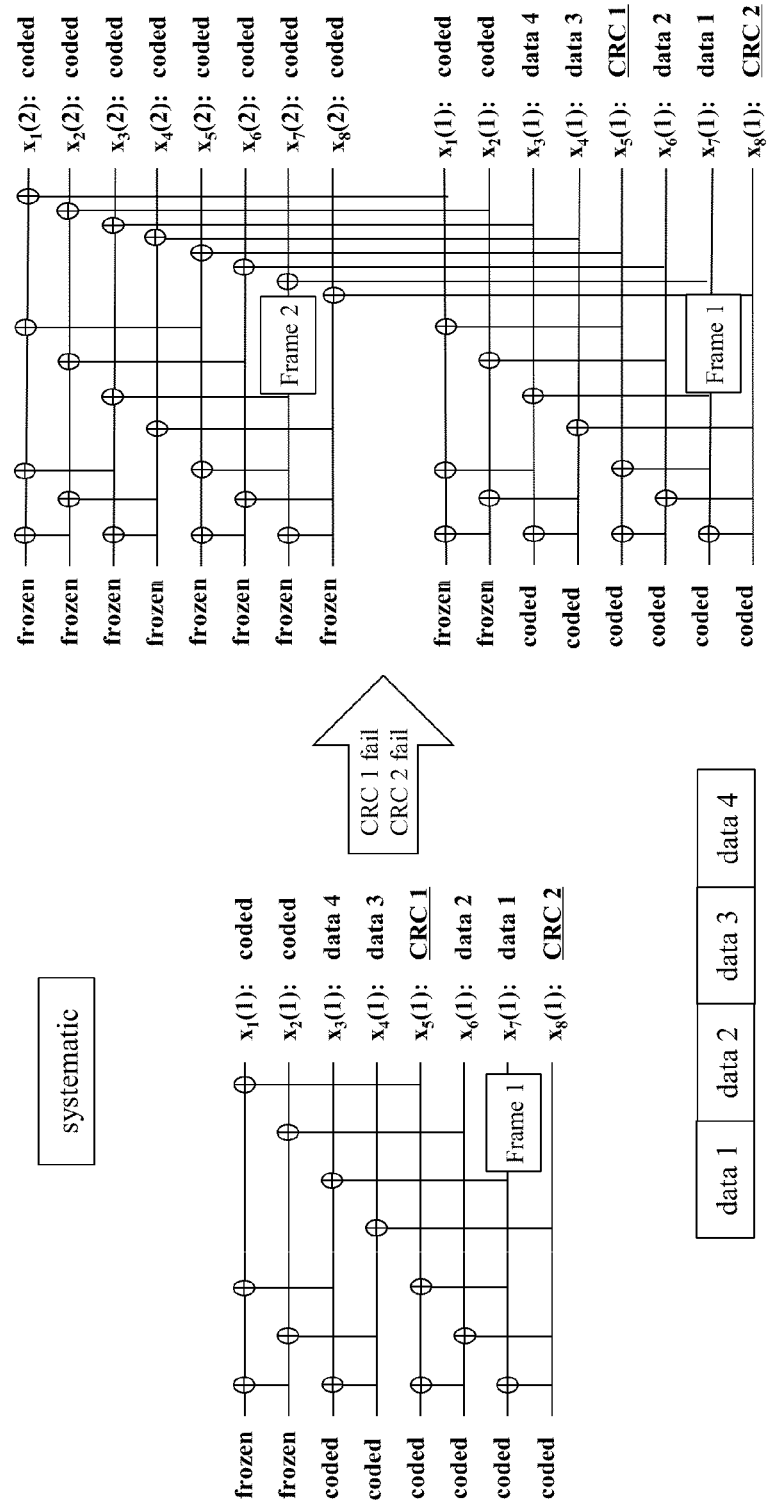 systematic
frozen
frozen
coded
coded
coded
coded
coded
coded
x1(1): coded
x2(1): coded
x3(1): data 4
x4(1): data 3
x5(1): CRC 1
x6(1): data 2
x7(1): data 1
x8(1): CRC 2
Frame 1
data 1 data 2 data 3 data 4
CRC 1 fail
CRC 2 fail
frozen
frozen
frozen
frozen
frozen
frozen
frozen
frozen
x1(2): coded
x2(2): coded
x3(2): coded
x4(2): coded
x5(2): coded
x6(2): coded
x7(2): coded
x8(2): coded
Frame 2
frozen
frozen
coded
coded
coded
coded
coded
coded
x1(1): coded
x2(1): coded
x3(1): data 4
x4(1): data 3
x5(1): CRC 1
x6(1): data 2
x7(1): data 1
x8(1): CRC 2
Frame 1